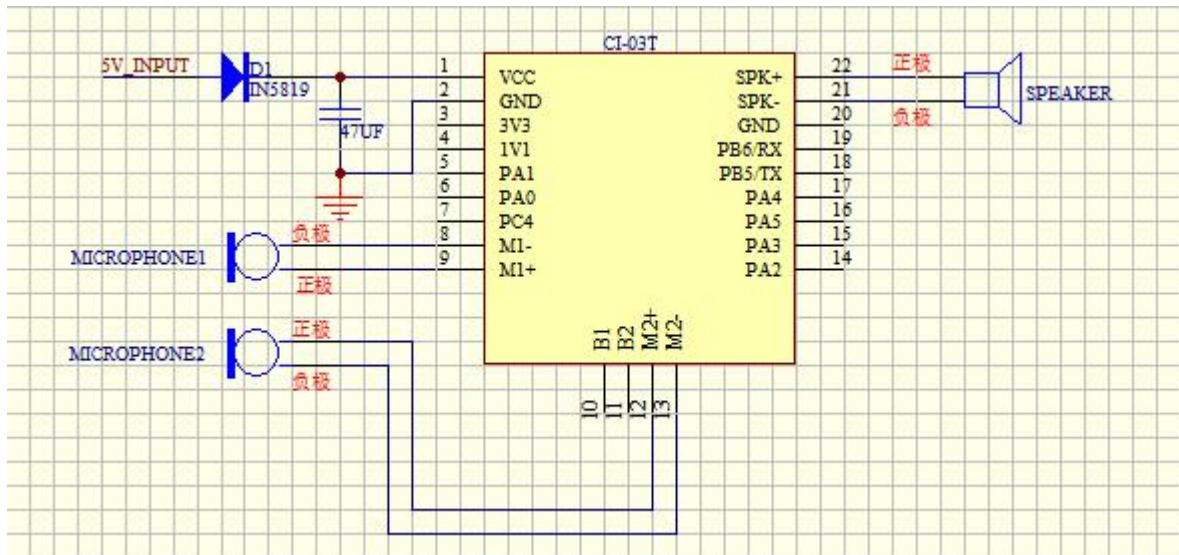 CI-03T
5V_INPUT
D1
IN5819
47UF
1 VCC
2 GND
3 3V3
4 1V1
5 PA1
6 PA0
7 PC4
8 M1-
9 M1+
SPK+ 22
SPK- 21
GND 20
PB6/RX 19
PB5/TX 18
PA4 17
PA5 16
PA3 15
PA2 14
正极
负极
SPEAKER
负极
MICROPHONE1
正极
正极
MICROPHONE2
负极
B1 B2 M2+ M2-
10 11 12 13